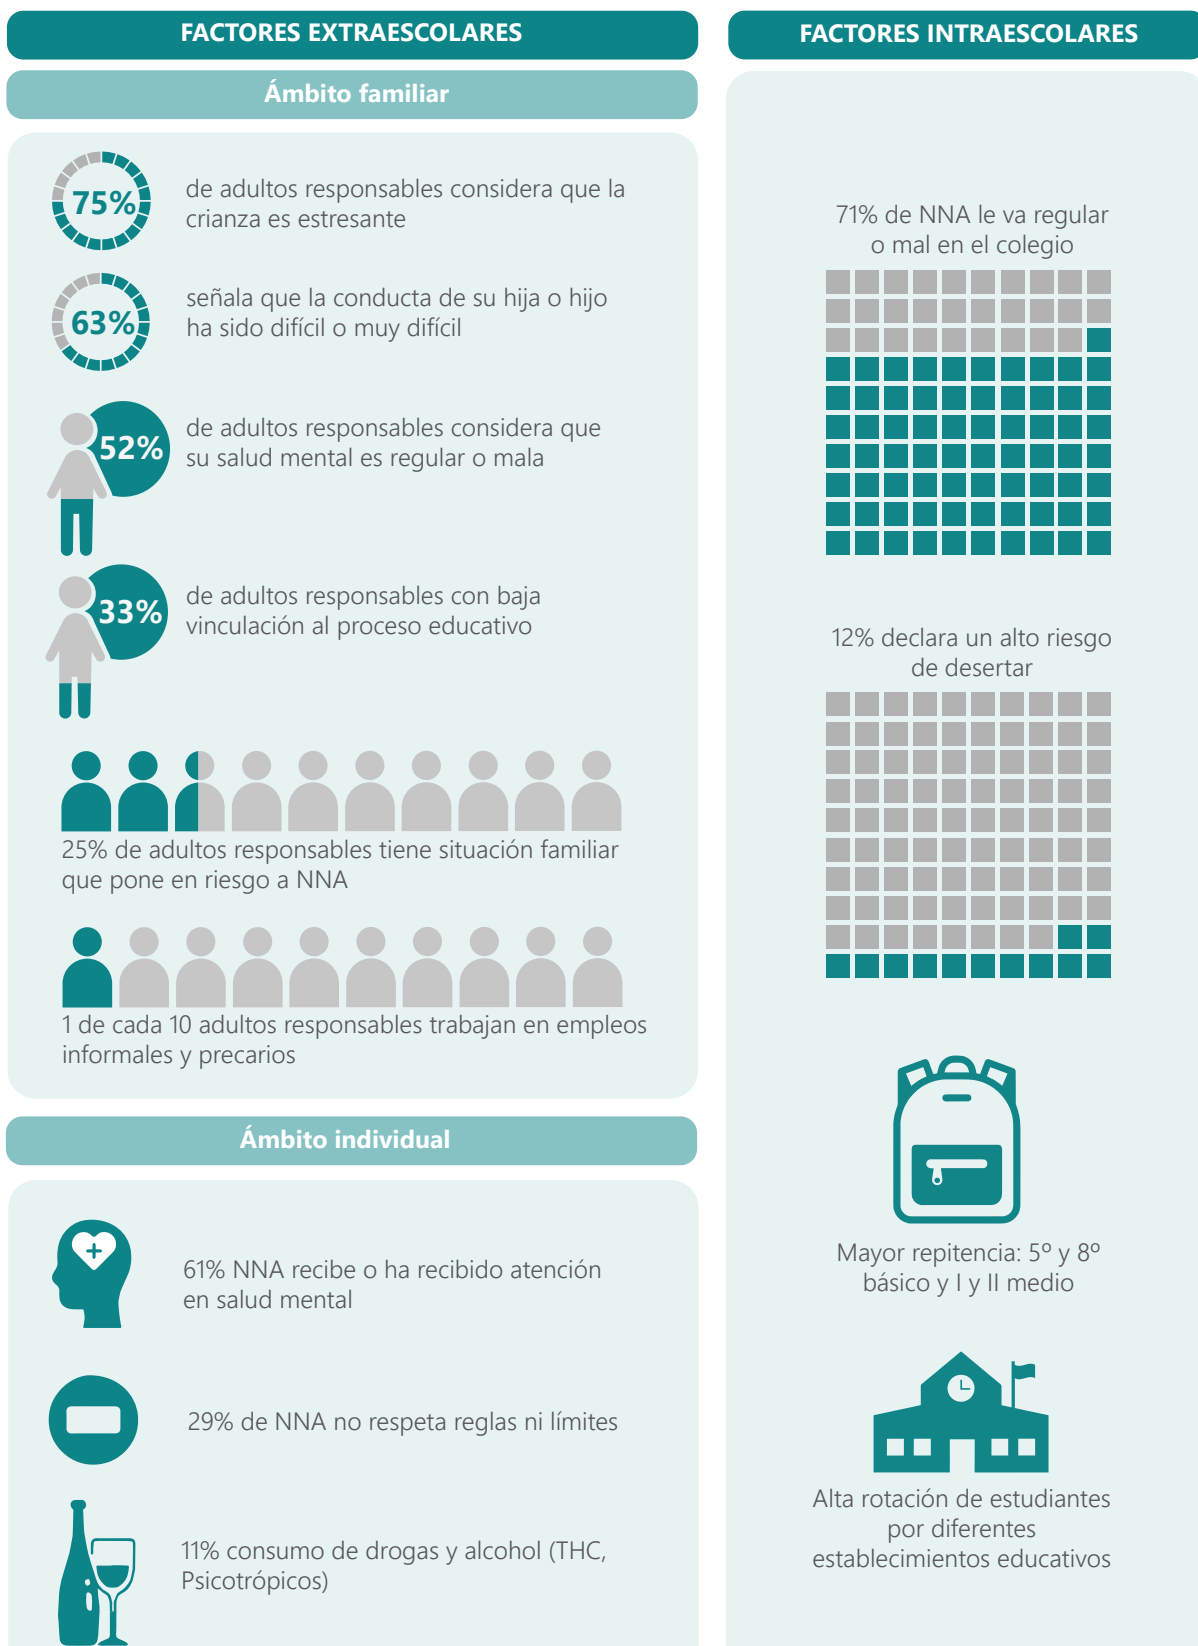 FACTORES EXTRAESCOLARES
Ámbito familiar
75%
de adultos responsables considera que la
crianza es estresante
63%
señala que la conducta de su hija o hijo
ha sido difícil o muy difícil
52%
de adultos responsables considera que
su salud mental es regular o mala
33%
de adultos responsables con baja
vinculación al proceso educativo
25% de adultos responsables tiene situación familiar
que pone en riesgo a NNA
1 de cada 10 adultos responsables trabajan en empleos
informales y precarios
Ámbito individual
61% NNA recibe o ha recibido atención
en salud mental
29% de NNA no respeta reglas ni límites
11% consumo de drogas y alcohol (THC,
Psicotrópicos)
FACTORES INTRAESCOLARES
71% de NNA le va regular
o mal en el colegio
12% declara un alto riesgo
de desertar
Mayor repitencia: 5º y 8º
básico y I y II medio
Alta rotación de estudiantes
por diferentes
establecimientos educativos